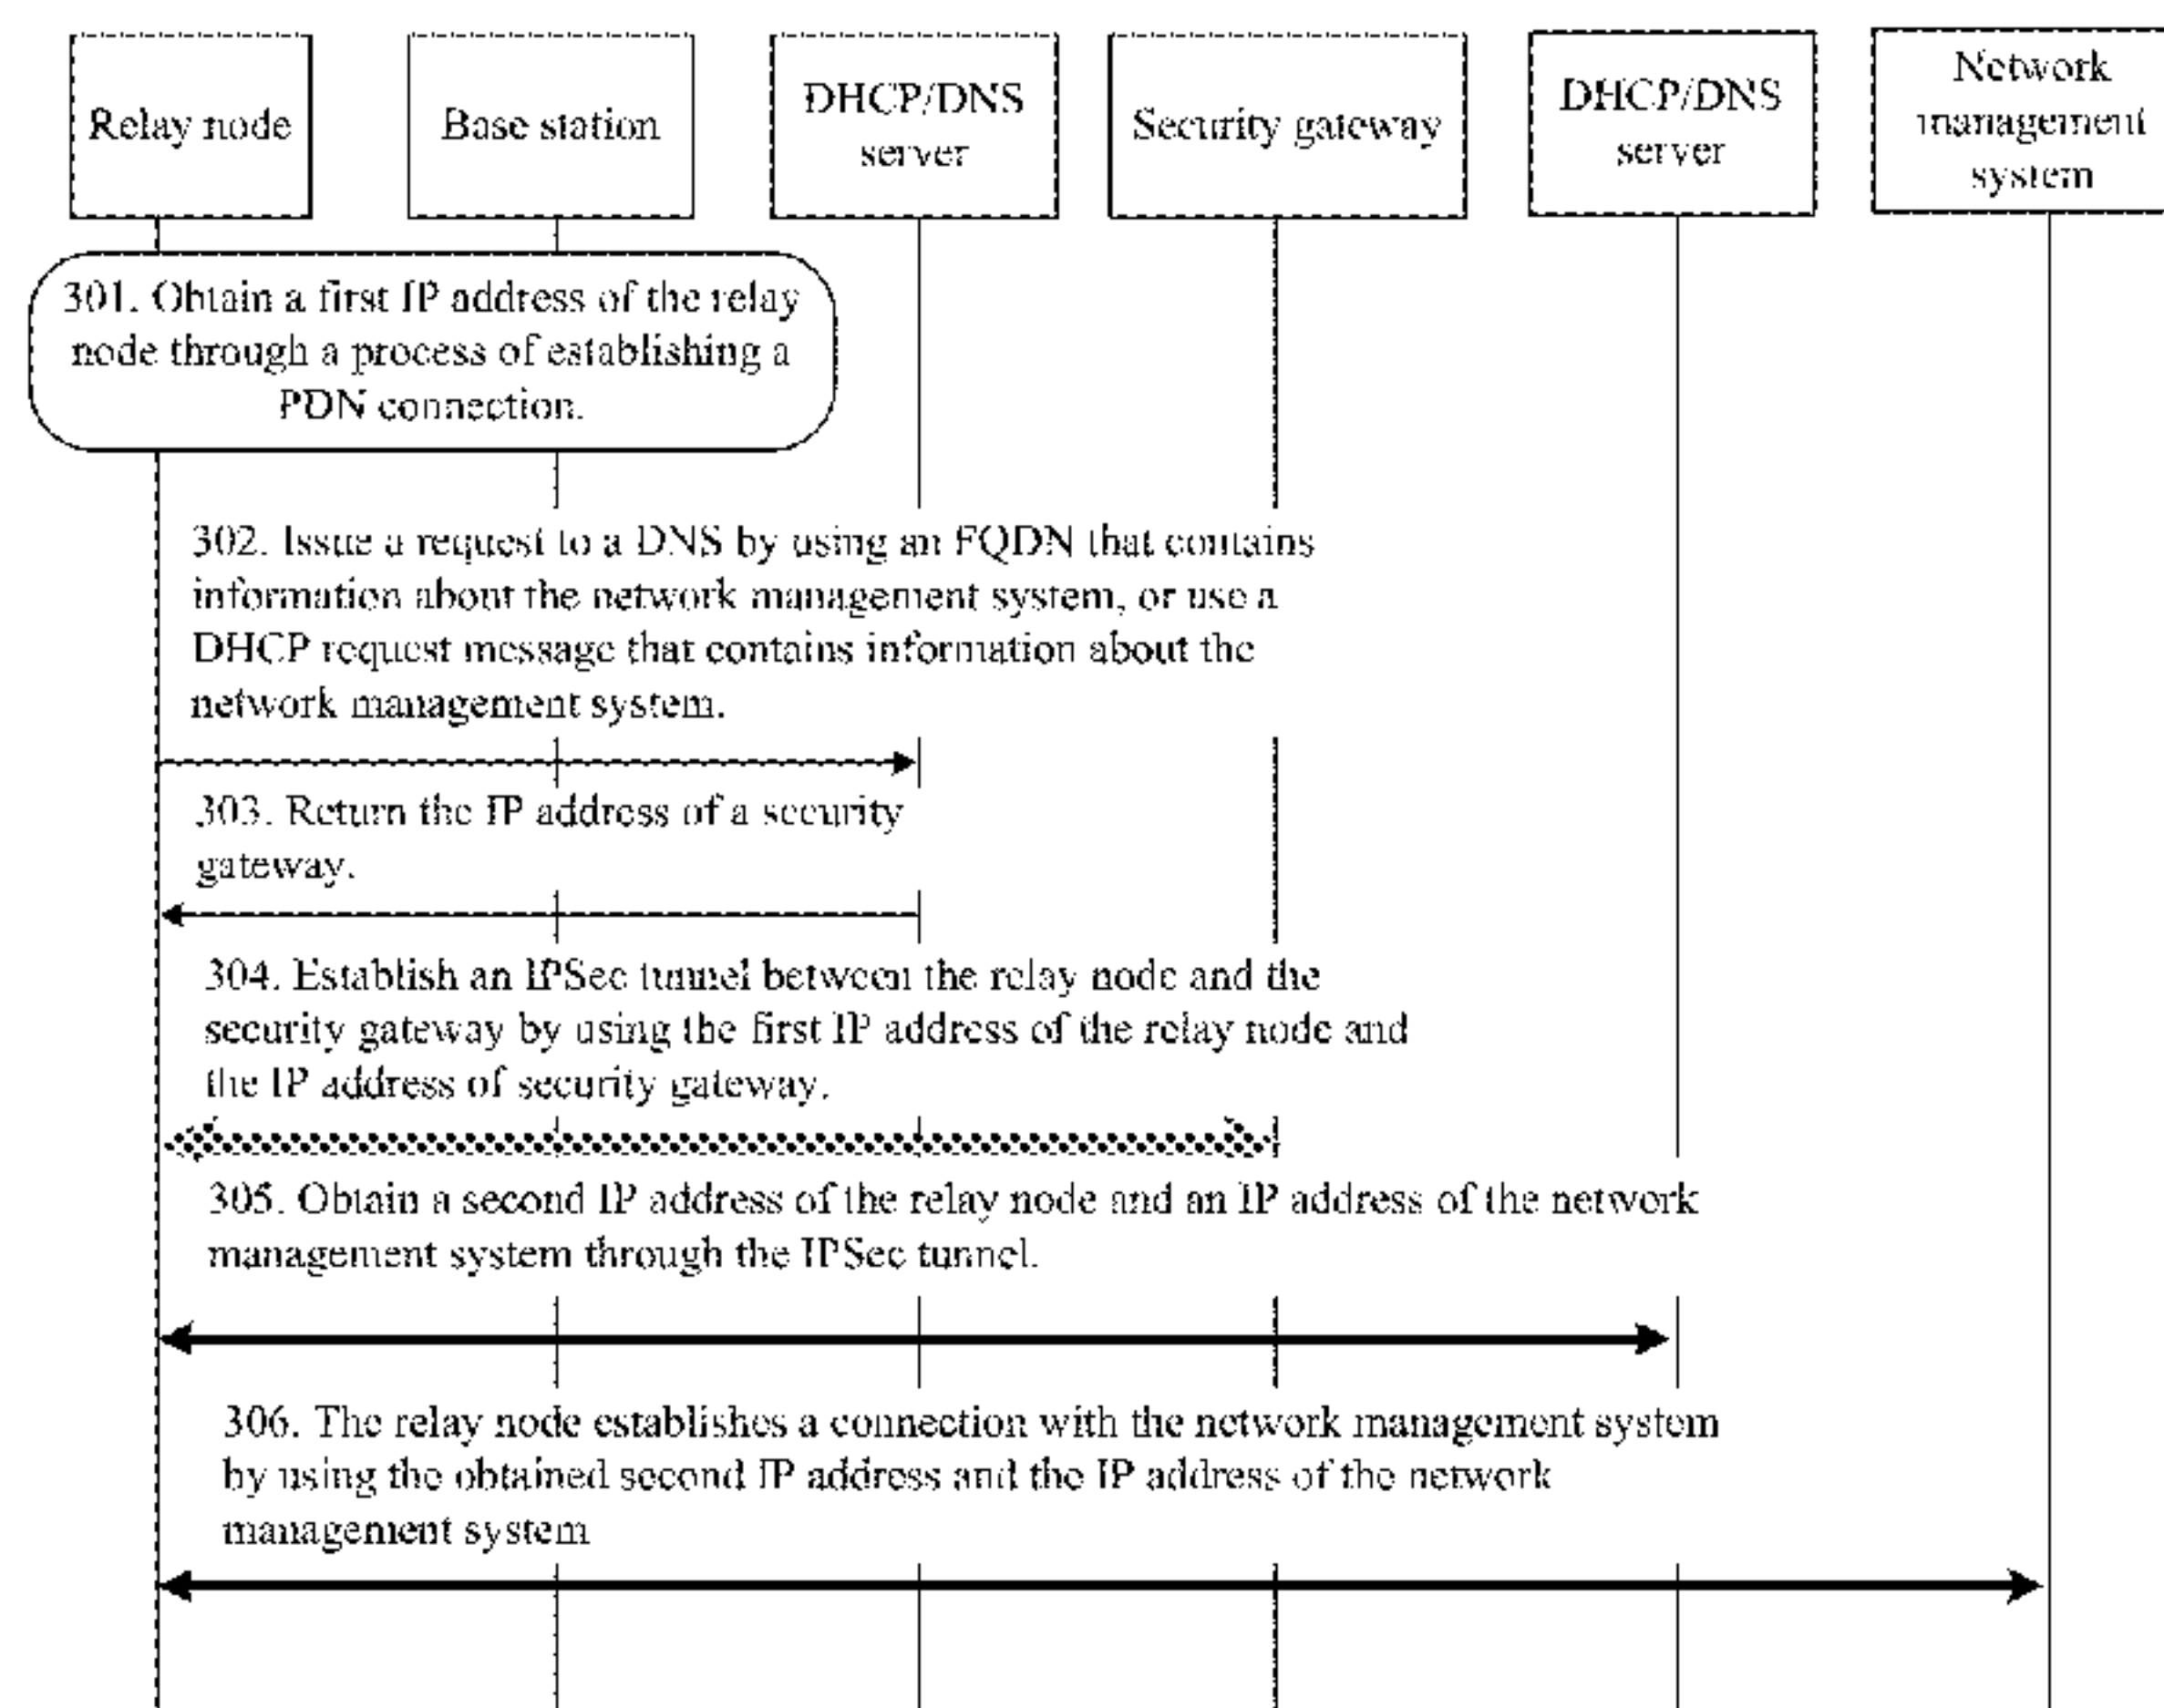 Relay node
Base station
DHCP/DNS
server
Security gateway
DHCP/DNS
server
Network
management
system
301. Obtain a first IP address of the relay
node through a process of establishing a
PDN connection.
302. Issue a request to a DNS by using an FQDN that contains
information about the network management system, or use a
DHCP request message that contains information about the
network management system.
303. Return the IP address of a security
gateway.
304. Establish an IPSec tunnel between the relay node and the
security gateway by using the first IP address of the relay node and
the IP address of security gateway.
305. Obtain a second IP address of the relay node and an IP address of the network
management system through the IPSec tunnel.
306. The relay node establishes a connection with the network management system
by using the obtained second IP address and the IP address of the network
management system